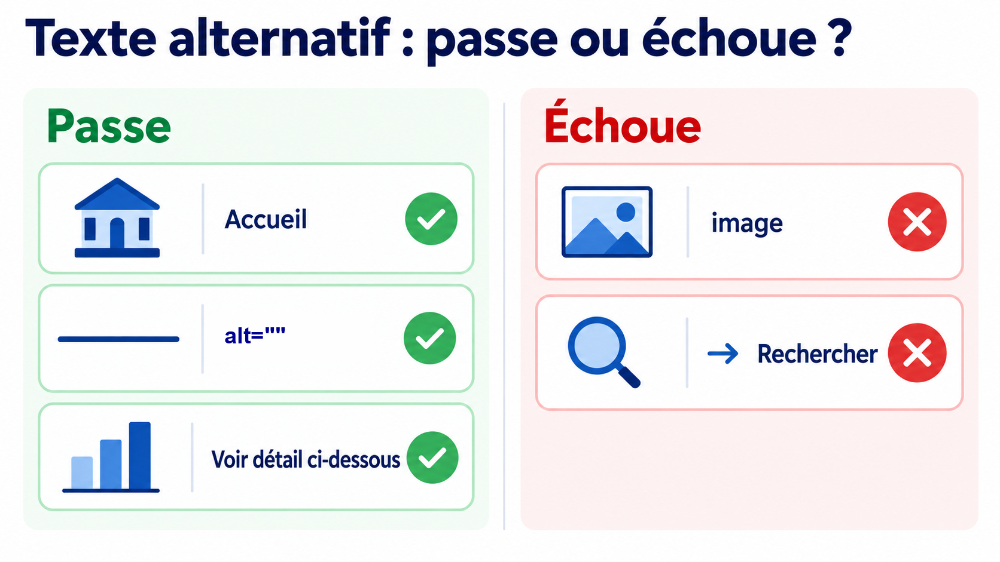 Texte alternatif : passe ou échoue ?
Passe
Accueil
alt=""
Voir détail ci-dessous
Échoue
image
→ Rechercher